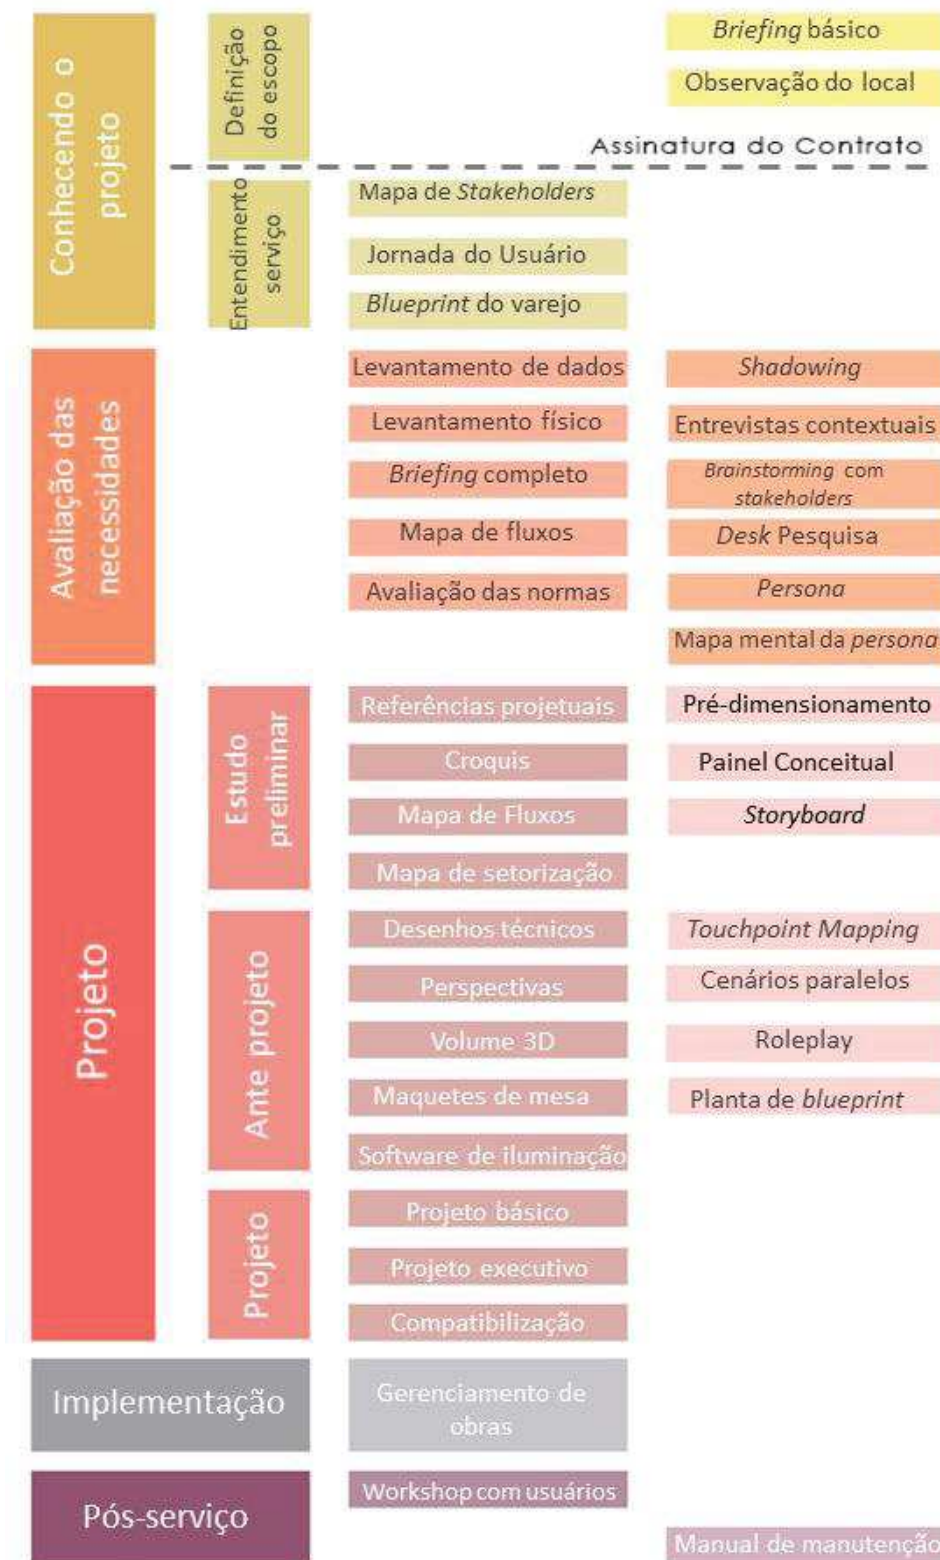 Conhecendo o
projeto
Definição
do escopo
Briefing básico
Observação do local
Assinatura do Contrato
Entendimento
serviço
Mapa de Stakeholders
Jornada do Usuário
Blueprint do varejo
Avaliação das
necessidades
Levantamento de dados
Shadowing
Levantamento físico
Entrevistas contextuais
Briefing completo
Brainstorming com
stakeholders
Mapa de fluxos
Desk Pesquisa
Avaliação das normas
Persona
Mapa mental da persona
Projeto
Estudo
preliminar
Referências projetuais
Pré-dimensionamento
Croquis
Painel Conceitual
Mapa de Fluxos
Storyboard
Mapa de setorização
Ante projeto
Desenhos técnicos
Touchpoint Mapping
Perspectivas
Cenários paralelos
Volume 3D
Roleplay
Maquetes de mesa
Planta de blueprint
Software de iluminação
Projeto
Projeto básico
Projeto executivo
Compatibilização
Implementação
Gerenciamento de
obras
Pós-serviço
Workshop com usuários
Manual de manutenção